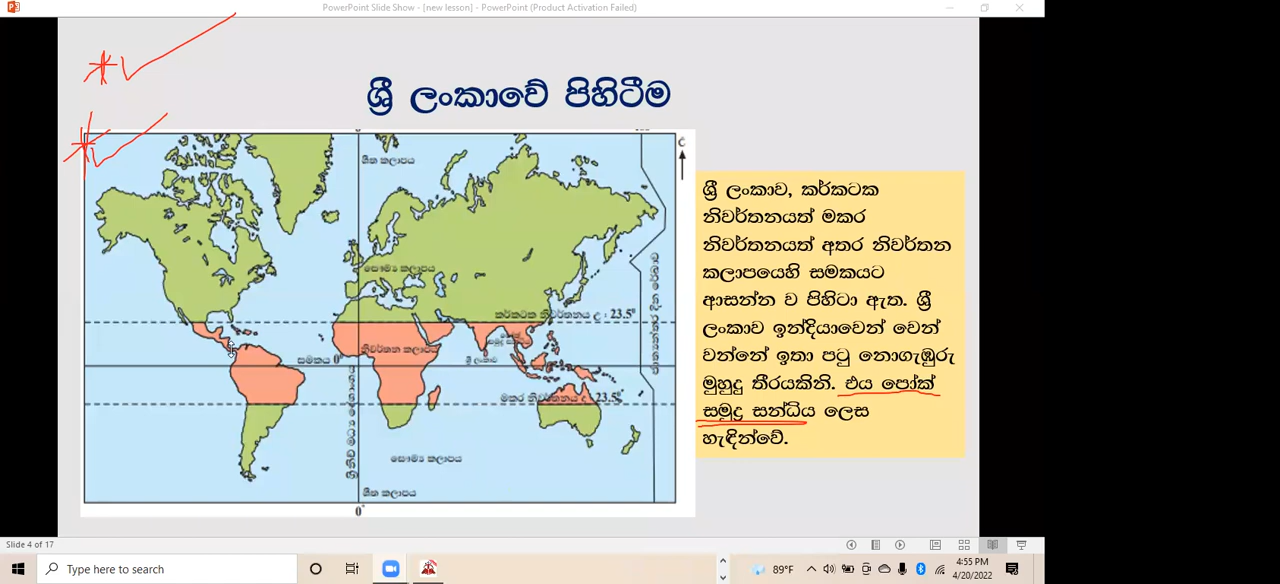 PowerPoint Slide Show - [new lesson] - PowerPoint (Product Activation Failed)
ශ්‍රී ලංකාවේ පිහිටීම
ශීත කලාපය
සෞම්‍ය කලාපය
කර්කටක නිවර්තනය උ : 23.5⁰
නිවර්තන කලාපය
සමකය 0⁰
ශ්‍රී ලංකාව
මකර නිවර්තනය ද : 23.5⁰
සෞම්‍ය කලාපය
ශීත කලාපය
0°
ශ්‍රී ලංකාව, කර්කටක
නිවර්තනයත් මකර
නිවර්තනයත් අතර නිවර්තන
කලාපයෙහි සමකයට
ආසන්න ව පිහිටා ඇත. ශ්‍රී
ලංකාව ඉන්දියාවෙන් වෙන්
වන්නේ ඉතා පටු නොගැඹුරු
මුහුදු තීරයකිනි. එය පෝක්
සමුද්‍ර සන්ධිය ලෙස
හැඳින්වේ.
Slide 4 of 17
Type here to search
89°F
4:55 PM
4/20/2022